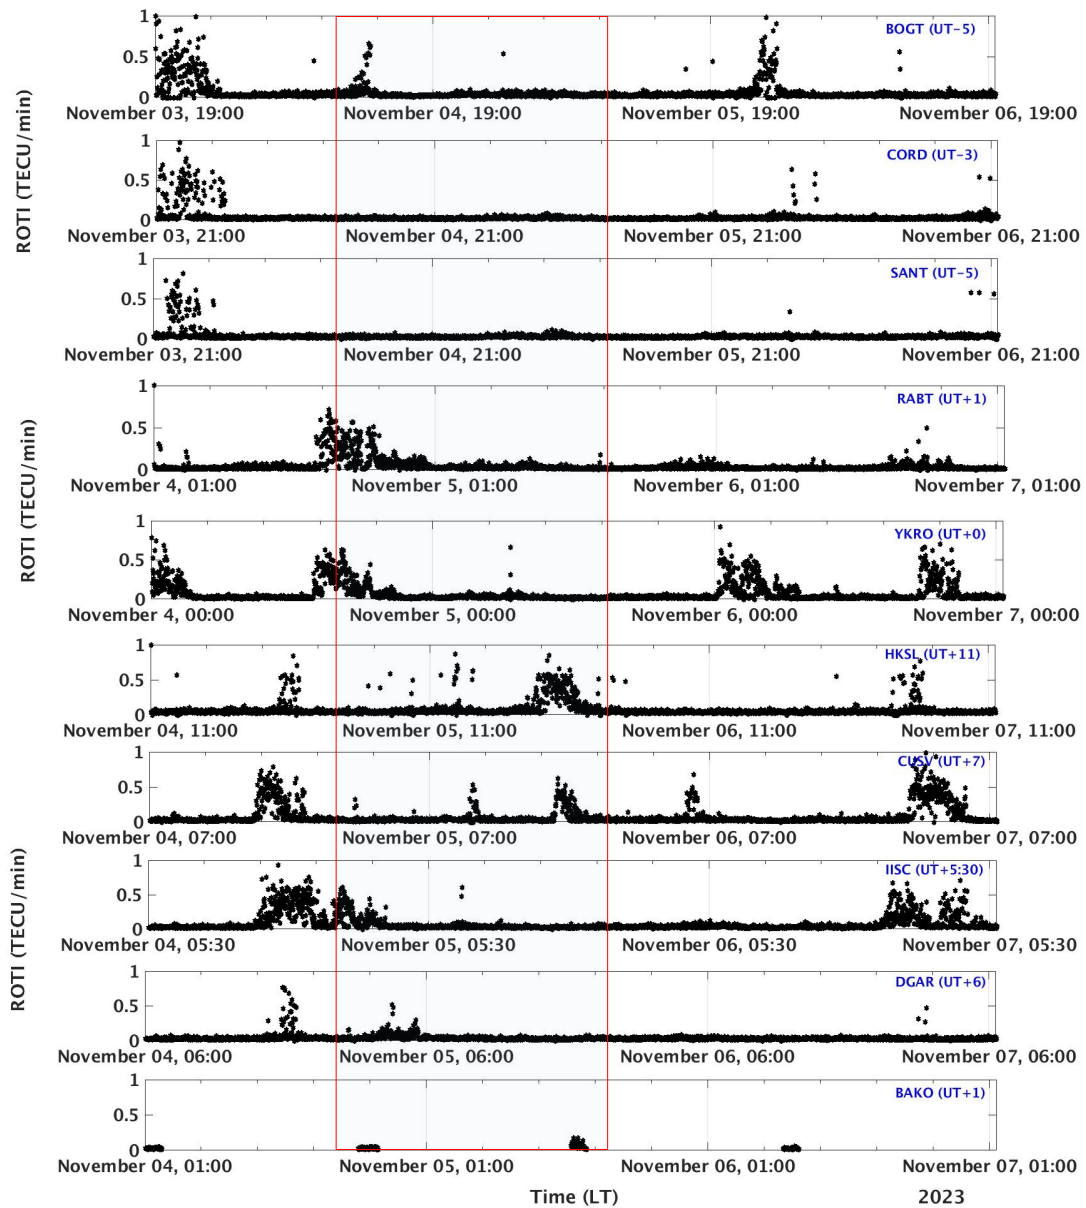 1
BOGT (UT−5)
0.5
0
November 03, 19:00 November 04, 19:00 November 05, 19:00 November 06, 19:00
ROTI (TECU/min)
1
CORD (UT−3)
0.5
0
November 03, 21:00 November 04, 21:00 November 05, 21:00 November 06, 21:00
1
SANT (UT−5)
0.5
0
November 03, 21:00 November 04, 21:00 November 05, 21:00 November 06, 21:00
1
RABT (UT+1)
0.5
0
November 4, 01:00 November 5, 01:00 November 6, 01:00 November 7, 01:00
ROTI (TECU/min)
1
YKRO (UT+0)
0.5
0
November 4, 00:00 November 5, 00:00 November 6, 00:00 November 7, 00:00
1
HKSL (UT+11)
0.5
0
November 04, 11:00 November 05, 11:00 November 06, 11:00 November 07, 11:00
1
CUSV (UT+7)
0.5
0
November 04, 07:00 November 05, 07:00 November 06, 07:00 November 07, 07:00
1
IISC (UT+5:30)
0.5
0
November 04, 05:30 November 05, 05:30 November 06, 05:30 November 07, 05:30
ROTI (TECU/min)
1
DGAR (UT+6)
0.5
0
November 04, 06:00 November 05, 06:00 November 06, 06:00 November 07, 06:00
1
BAKO (UT+1)
0.5
0
November 04, 01:00 November 05, 01:00 November 06, 01:00 November 07, 01:00
Time (LT) 2023